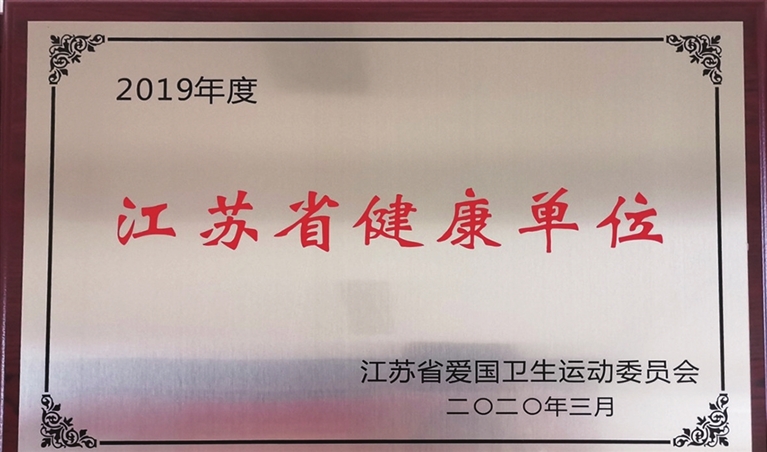 2019年度
江苏省健康单位
江苏省爱国卫生运动委员会
二〇二〇年三月